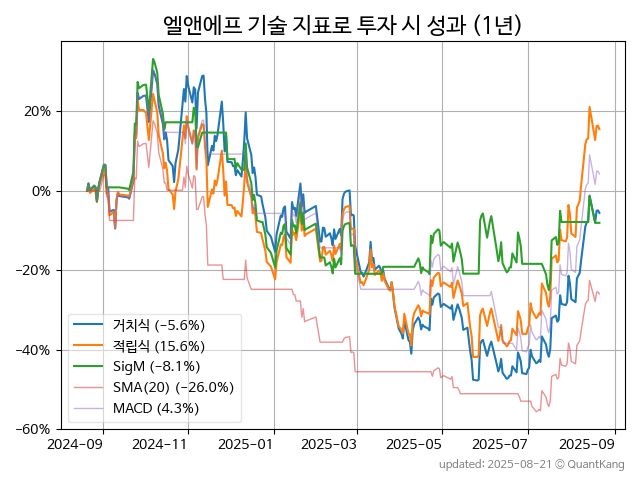 엘앤에프 기술 지표로 투자 시 성과 (1년)
20%
0%
−20%
−40%
−60%
거치식 (−5.6%)
적립식 (15.6%)
SigM (−8.1%)
SMA(20) (−26.0%)
MACD (4.3%)
2024-09 2024-11 2025-01 2025-03 2025-05 2025-07 2025-09
updated: 2025-08-21 © QuantKang